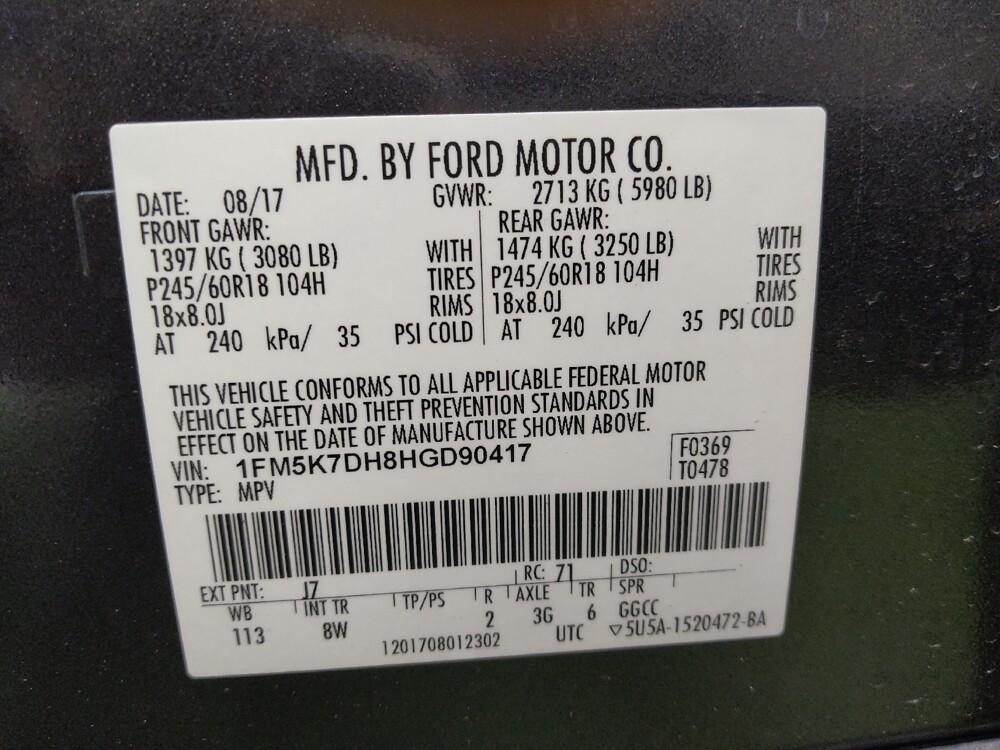 MFD. BY FORD MOTOR CO.
DATE: 08/17 GVWR: 2713 KG ( 5980 LB)
FRONT GAWR: REAR GAWR:
1397 KG ( 3080 LB) WITH 1474 KG ( 3250 LB) WITH
P245/60R18 104H TIRES P245/60R18 104H TIRES
18x8.0J RIMS 18x8.0J RIMS
AT 240 kPa/ 35 PSI COLD AT 240 kPa/ 35 PSI COLD
THIS VEHICLE CONFORMS TO ALL APPLICABLE FEDERAL MOTOR
VEHICLE SAFETY AND THEFT PREVENTION STANDARDS IN
EFFECT ON THE DATE OF MANUFACTURE SHOWN ABOVE.
VIN: 1FM5K7DH8HGD90417 F0369
TYPE: MPV T0478
EXT PNT: J7 RC: 71 DSO:
WB INT TR TP/PS R AXLE TR SPR
113 8W 2 3G 6 GGCC
1201708012302 UTC ▽5U5A-1520472-BA